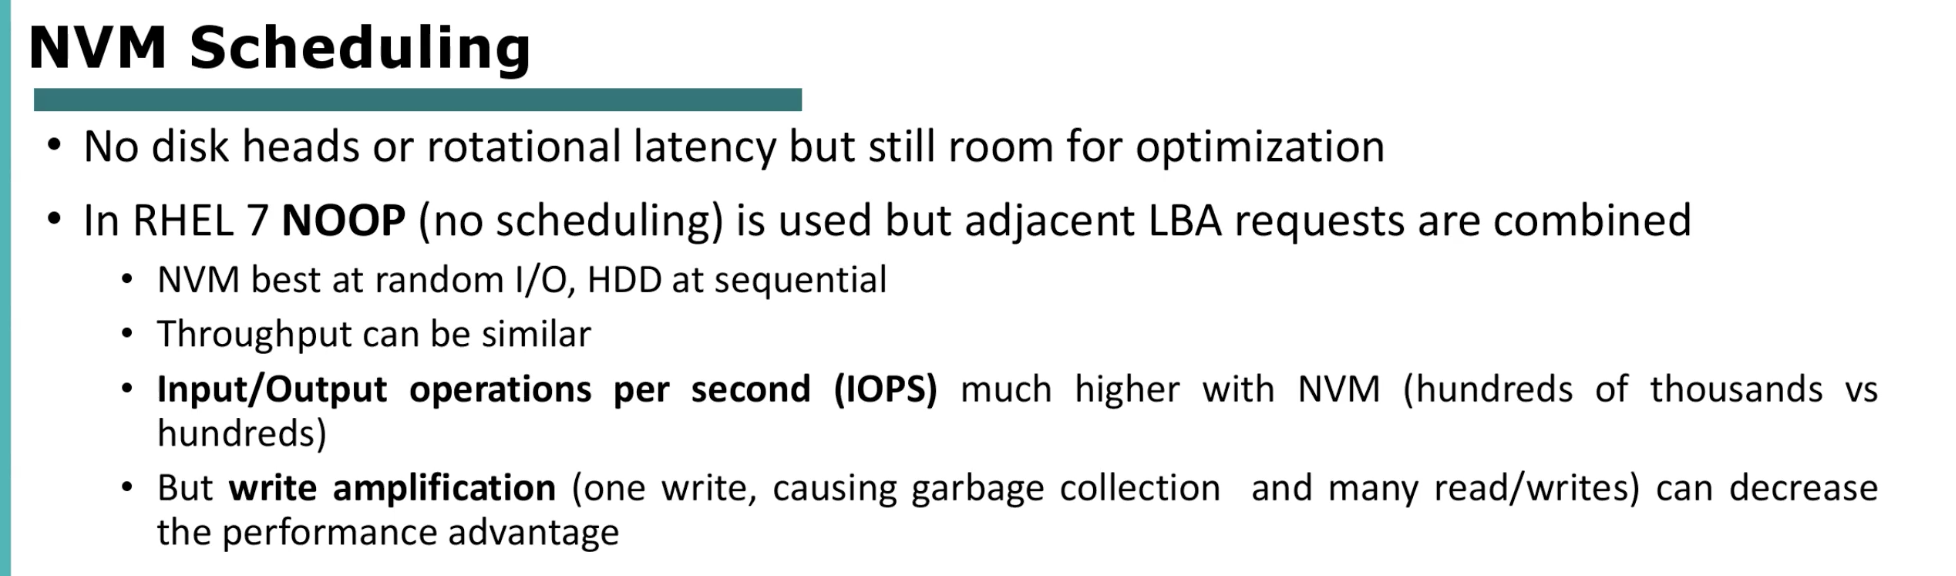 NVM Scheduling
• No disk heads or rotational latency but still room for optimization
• In RHEL 7 NOOP (no scheduling) is used but adjacent LBA requests are combined
• NVM best at random I/O, HDD at sequential
• Throughput can be similar
• Input/Output operations per second (IOPS) much higher with NVM (hundreds of thousands vs
hundreds)
• But write amplification (one write, causing garbage collection  and many read/writes) can decrease
the performance advantage